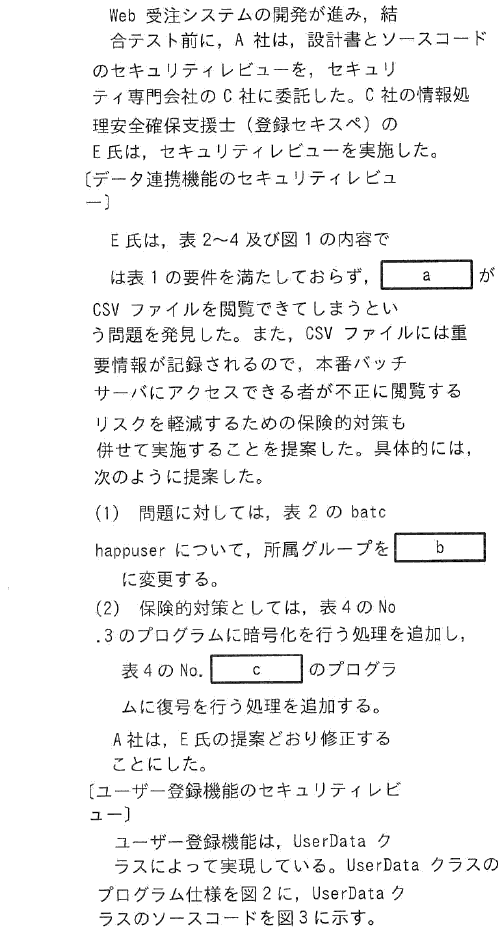 Web 受注システムの開発が進み，結
合テスト前に，A 社は，設計書とソースコード
のセキュリティレビューを，セキュリ
ティ専門会社の C 社に委託した。C 社の情報処
理安全確保支援士（登録セキスペ）の
E 氏は，セキュリティレビューを実施した。
〔データ連携機能のセキュリティレビュ
ー〕
E 氏は，表 2～4 及び図 1 の内容で
は表 1 の要件を満たしておらず， a が
CSV ファイルを閲覧できてしまうとい
う問題を発見した。また，CSV ファイルには重
要情報が記録されるので，本番バッチ
サーバにアクセスできる者が不正に閲覧する
リスクを軽減するための保険的対策も
併せて実施することを提案した。具体的には，
次のように提案した。
(1) 問題に対しては，表 2 の batc
happuser について，所属グループを b
に変更する。
(2) 保険的対策としては，表 4 の No
.3 のプログラムに暗号化を行う処理を追加し，
表 4 の No. c のプログラ
ムに復号を行う処理を追加する。
A 社は，E 氏の提案どおり修正する
ことにした。
〔ユーザー登録機能のセキュリティレビ
ュー〕
ユーザー登録機能は，UserData ク
ラスによって実現している。UserData クラスの
プログラム仕様を図 2 に，UserData ク
ラスのソースコードを図 3 に示す。